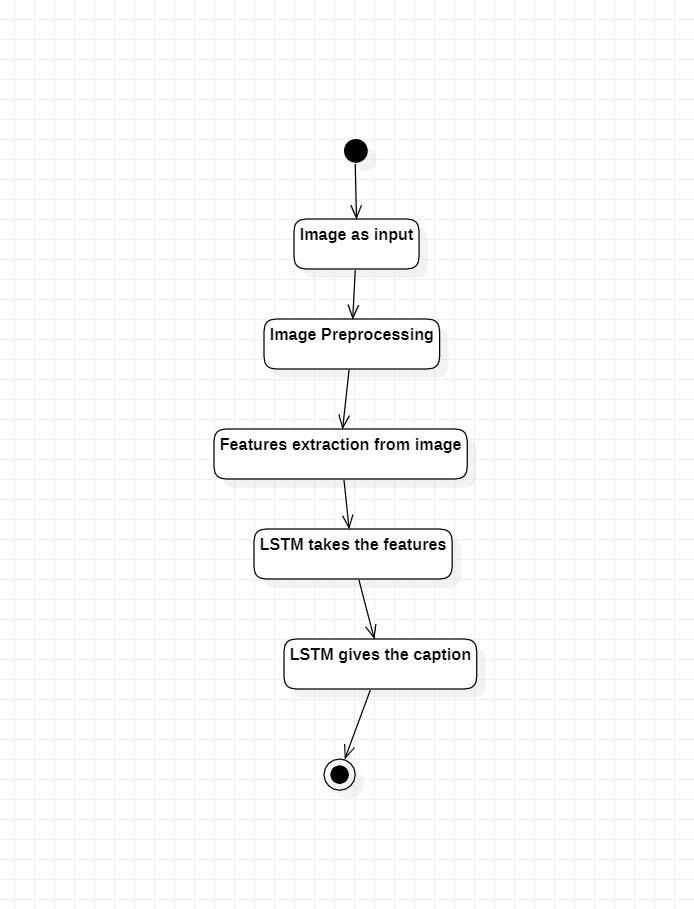 Image as input
Image Preprocessing
Features extraction from image
LSTM takes the features
LSTM gives the caption